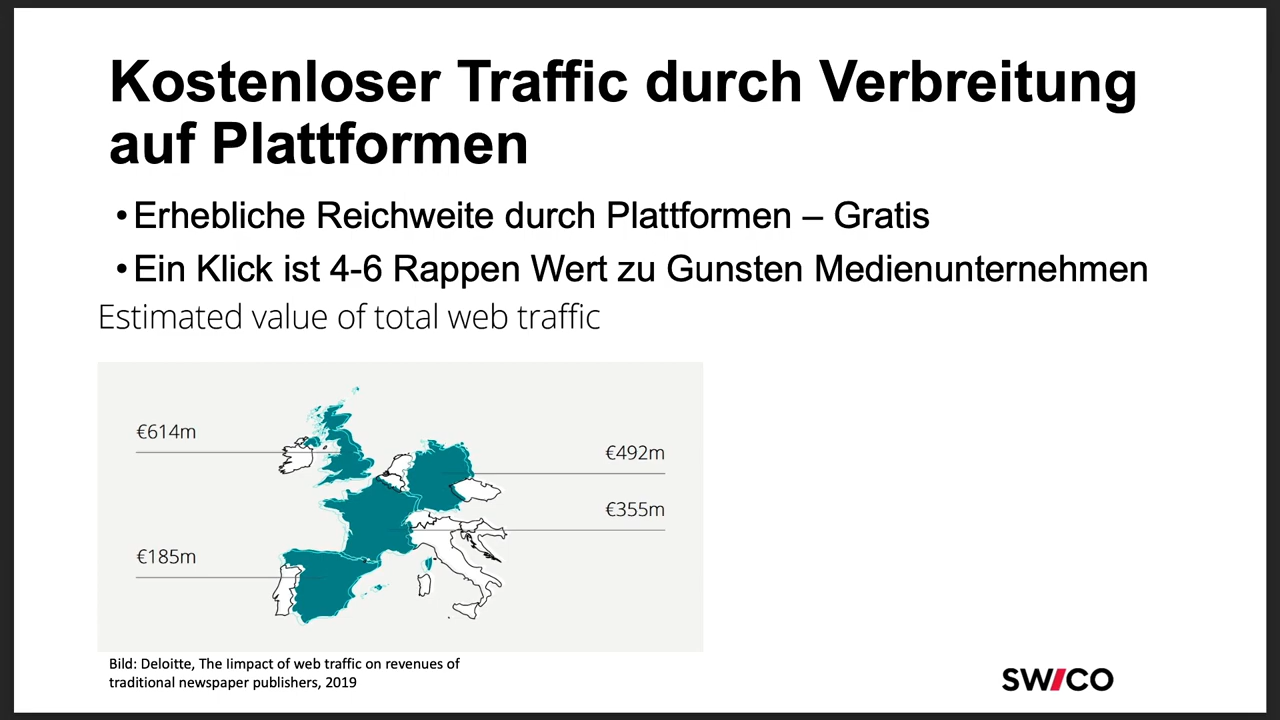 Kostenloser Traffic durch Verbreitung
auf Plattformen
•Erhebliche Reichweite durch Plattformen – Gratis
•Ein Klick ist 4-6 Rappen Wert zu Gunsten Medienunternehmen
Estimated value of total web traffic
€614m
€492m
€355m
€185m
Bild: Deloitte, The Iimpact of web traffic on revenues of
traditional newspaper publishers, 2019
SWICO